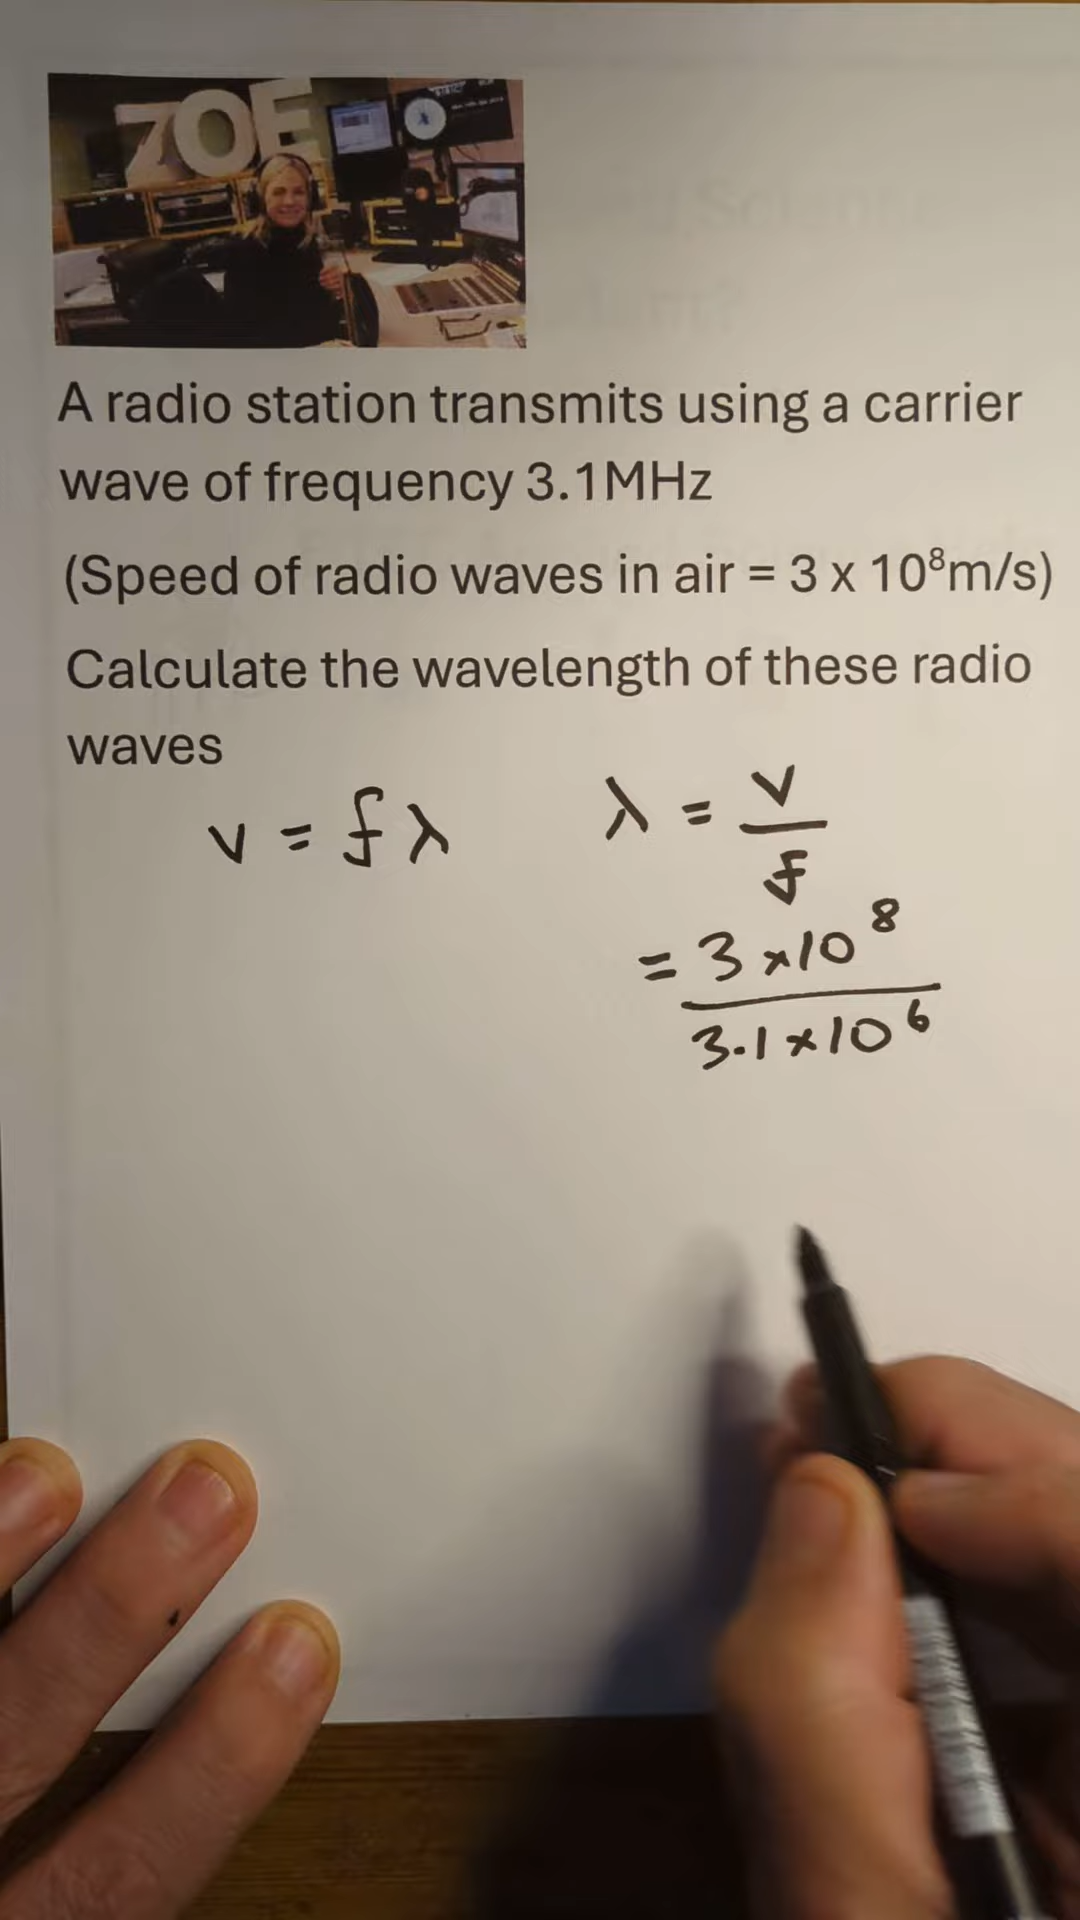 ZOE
A radio station transmits using a carrier
wave of frequency 3.1MHz
(Speed of radio waves in air = 3 x 10⁸m/s)
Calculate the wavelength of these radio
waves
v = fλ
λ = v
f
= 3 × 10⁸
3.1 × 10⁶